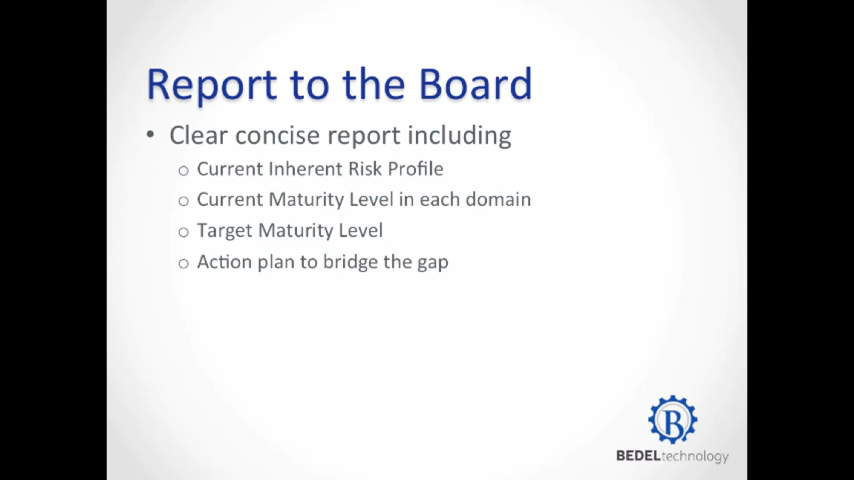 Report to the Board
• Clear concise report including
o Current Inherent Risk Profile
o Current Maturity Level in each domain
o Target Maturity Level
o Action plan to bridge the gap
B
BEDELtechnology